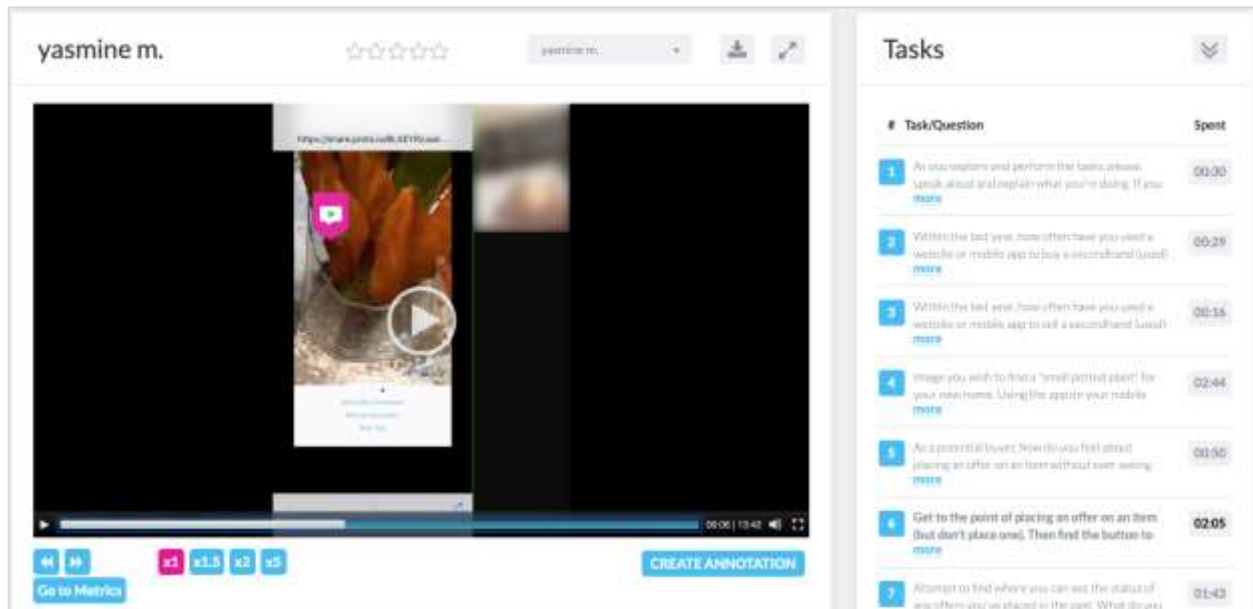 yasmine m.
yasmine m.
Tasks
# Task/Question Spent
1 As you explore and perform the tasks, please 00:30
speak aloud and explain what you're doing. If you
more
2 Within the last year, how often have you used a 00:29
website or mobile app to buy a secondhand (used)
more
3 Within the last year, how often have you used a 00:16
website or mobile app to sell a secondhand (used)
more
4 Image you wish to find a "small potted plant" for 02:44
your new home. Using the app on your mobile
more
5 As a potential buyer, how do you feel about 00:50
placing an offer on an item without ever seeing
more
6 Get to the point of placing an offer on an item 02:05
(but don't place one). Then find the button to
more
7 Attempt to find where you can see the status of 01:43
any offers you've placed in the past. What do you
06:06 | 13:42
x1 x1.5 x2 x5
CREATE ANNOTATION
Go to Metrics